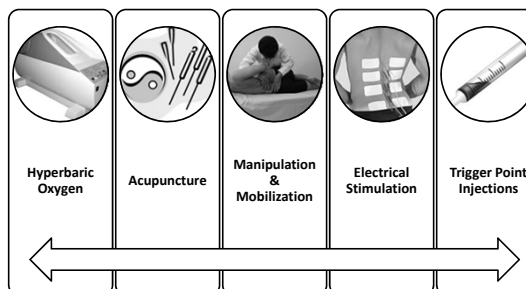 Hyperbaric
Oxygen
Acupuncture
Manipulation
&
Mobilization
Electrical
Stimulation
Trigger Point
Injections